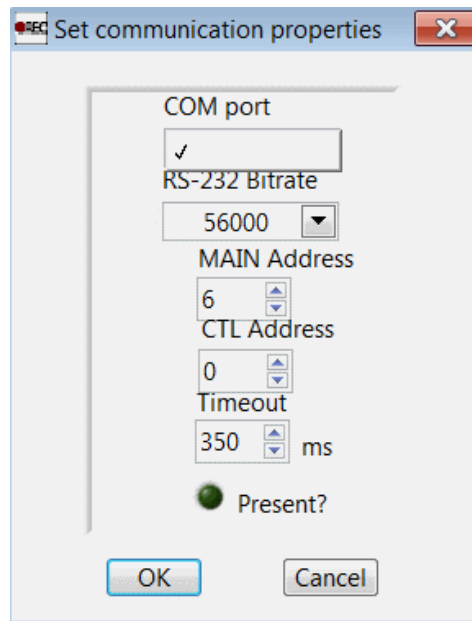 REC Set communication properties
COM port
✓
RS-232 Bitrate
56000
MAIN Address
6
CTL Address
0
Timeout
350 ms
Present?
OK Cancel